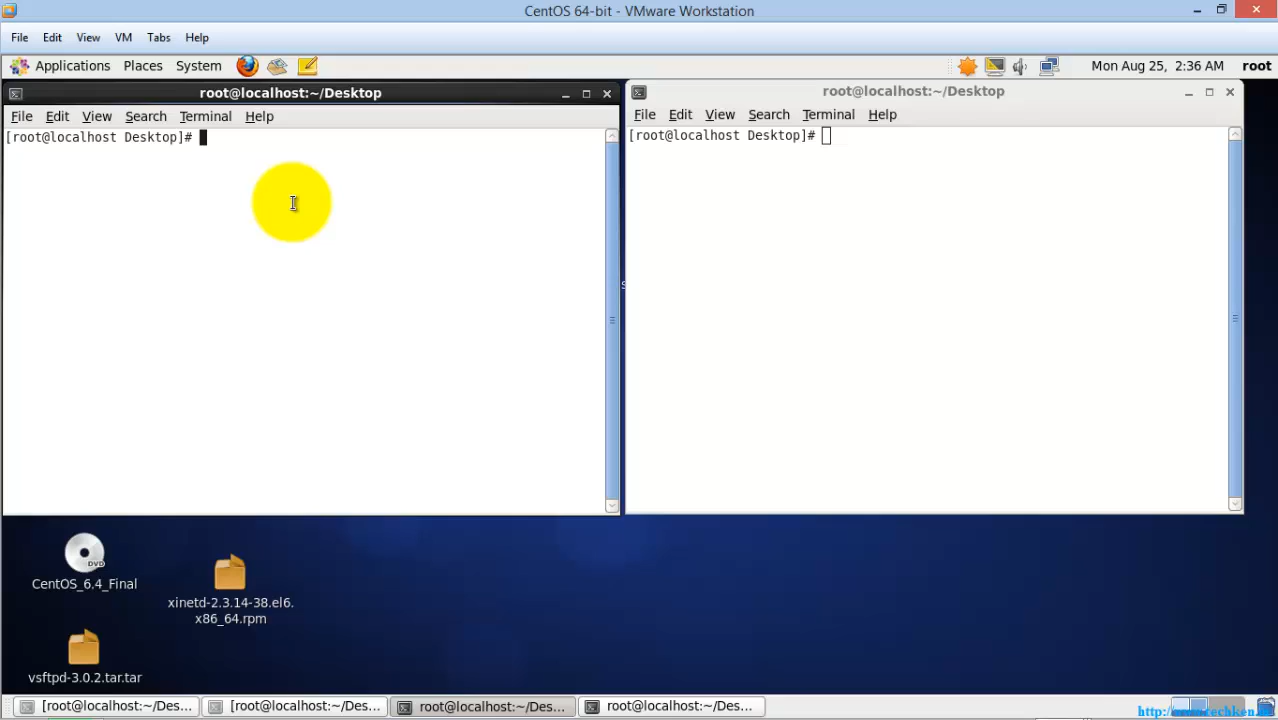 CentOS 64-bit - VMware Workstation
File Edit View VM Tabs Help
Applications Places System Mon Aug 25, 2:36 AM root
root@localhost:~/Desktop
File Edit View Search Terminal Help
[root@localhost Desktop]#
root@localhost:~/Desktop
File Edit View Search Terminal Help
[root@localhost Desktop]#
DVD
CentOS_6.4_Final
xinetd-2.3.14-38.el6.
x86_64.rpm
vsftpd-3.0.2.tar.tar
[root@localhost:~/Des... [root@localhost:~/Des... root@localhost:~/Des... root@localhost:~/Des...